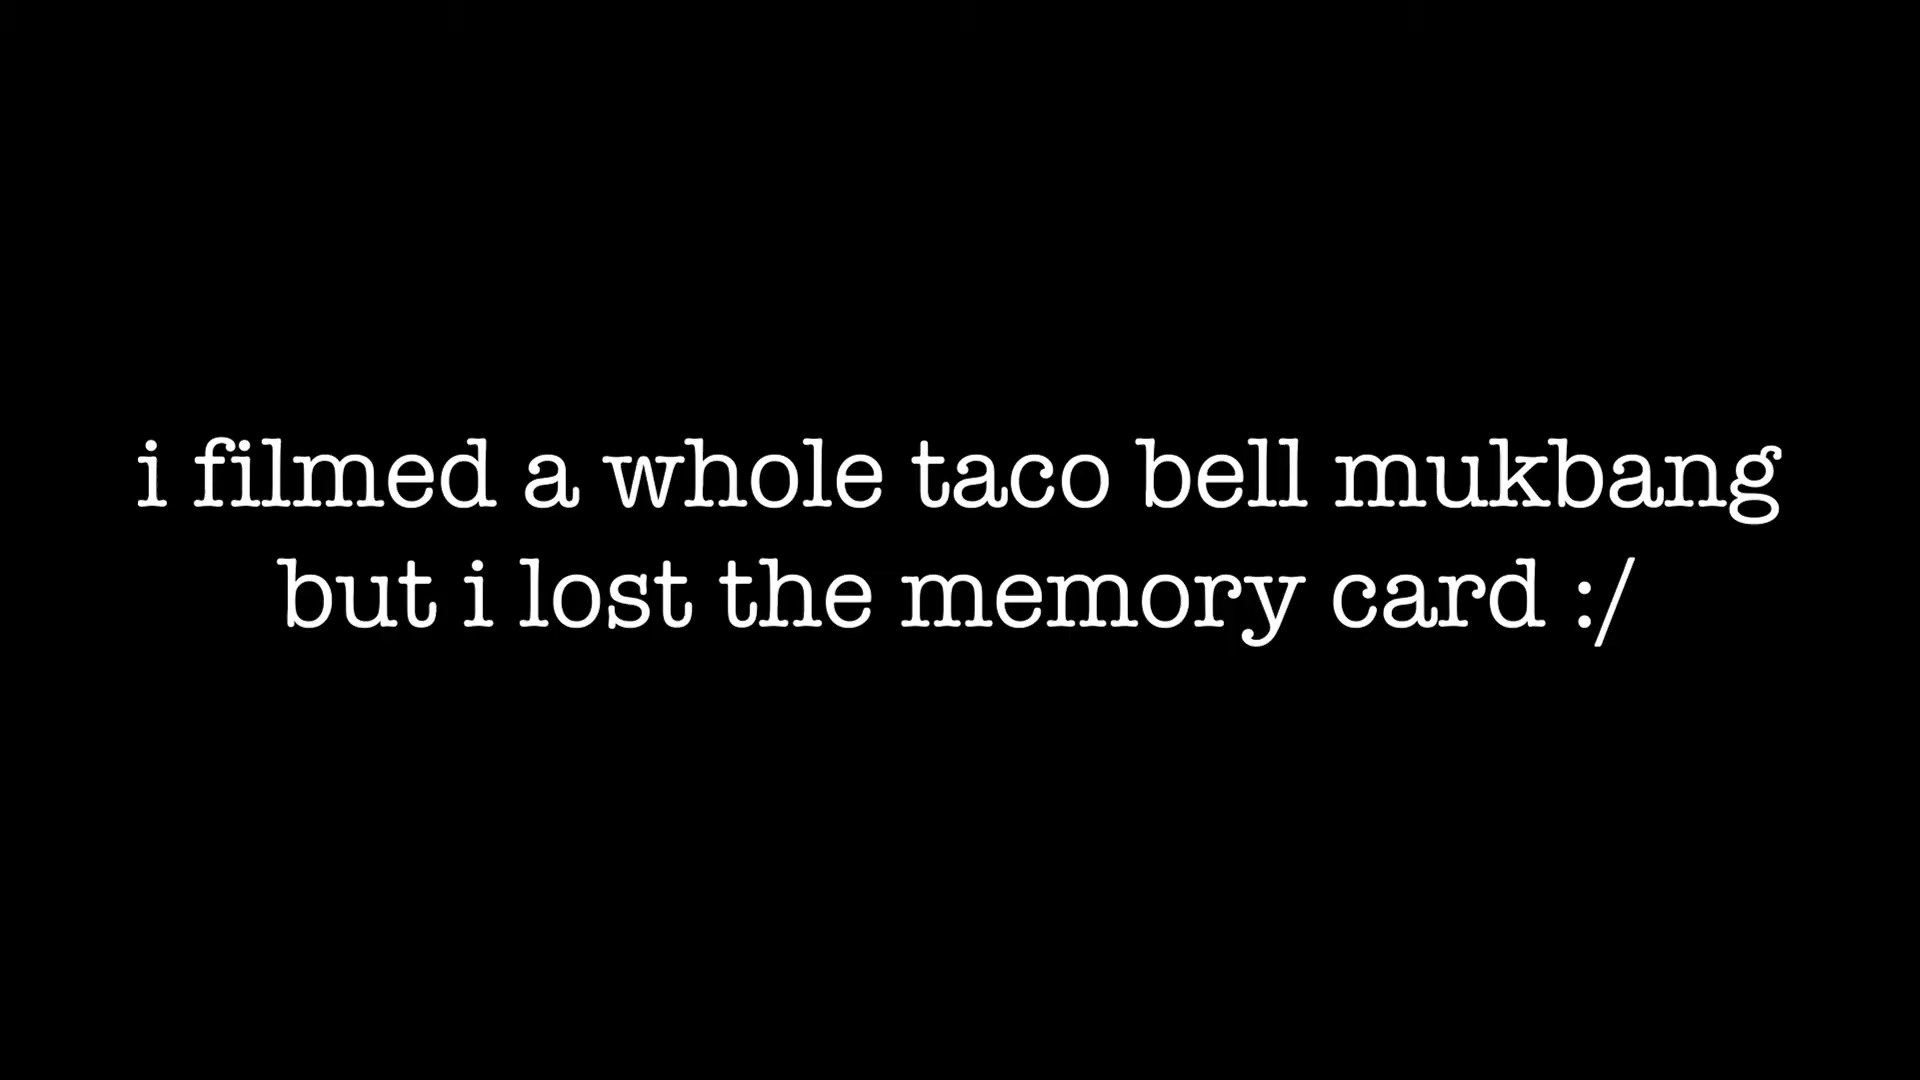 i filmed a whole taco bell mukbang
but i lost the memory card :/